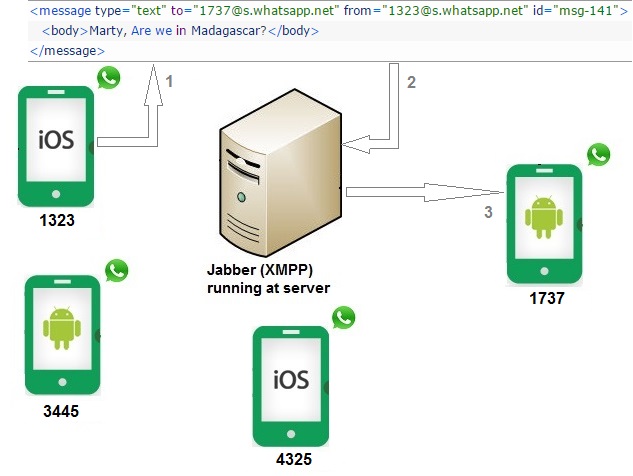 <message type="text" to="1737@s.whatsapp.net" from="1323@s.whatsapp.net" id="msg-141">
<body>Marty, Are we in Madagascar?</body>
</message>
1
2
iOS
1323
3
Jabber (XMPP)
running at server
1737
3445
iOS
4325